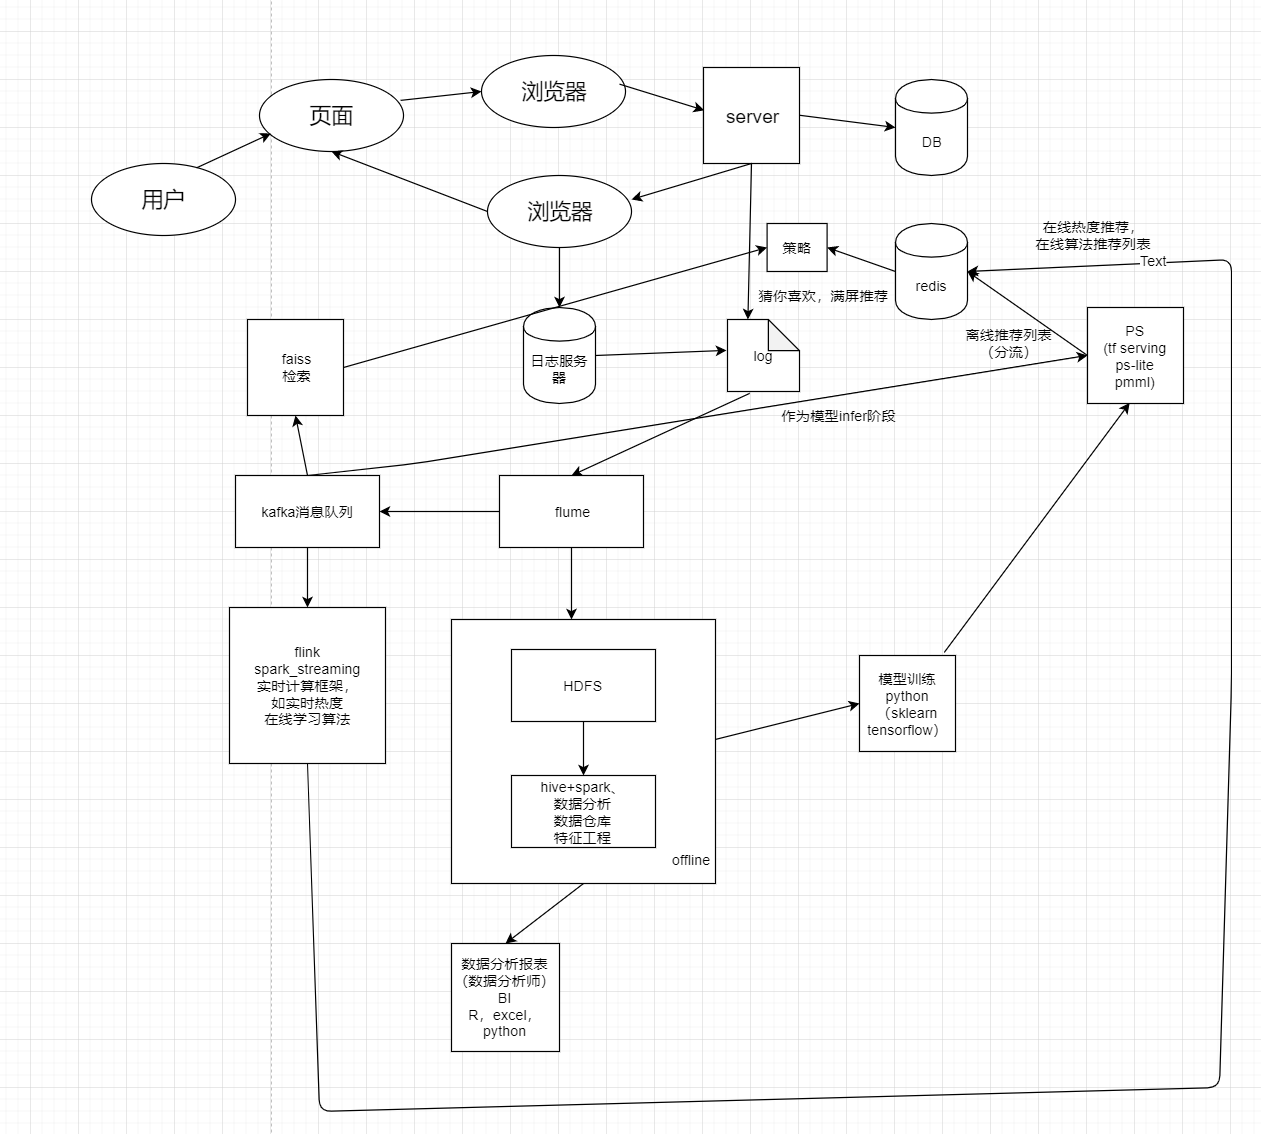 页面
浏览器
server
DB
用户
浏览器
策略
redis
在线热度推荐，
在线算法推荐列表
Text
猜你喜欢，满屏推荐
faiss
检索
日志服务
器
log
离线推荐列表
（分流）
PS
(tf serving
ps-lite
pmml)
作为模型infer阶段
kafka消息队列
flume
flink
spark_streaming
实时计算框架，
如实时热度
在线学习算法
HDFS
hive+spark、
数据分析
数据仓库
特征工程
offline
模型训练
python
（sklearn
tensorflow）
数据分析报表
（数据分析师）
BI
R，excel，
python